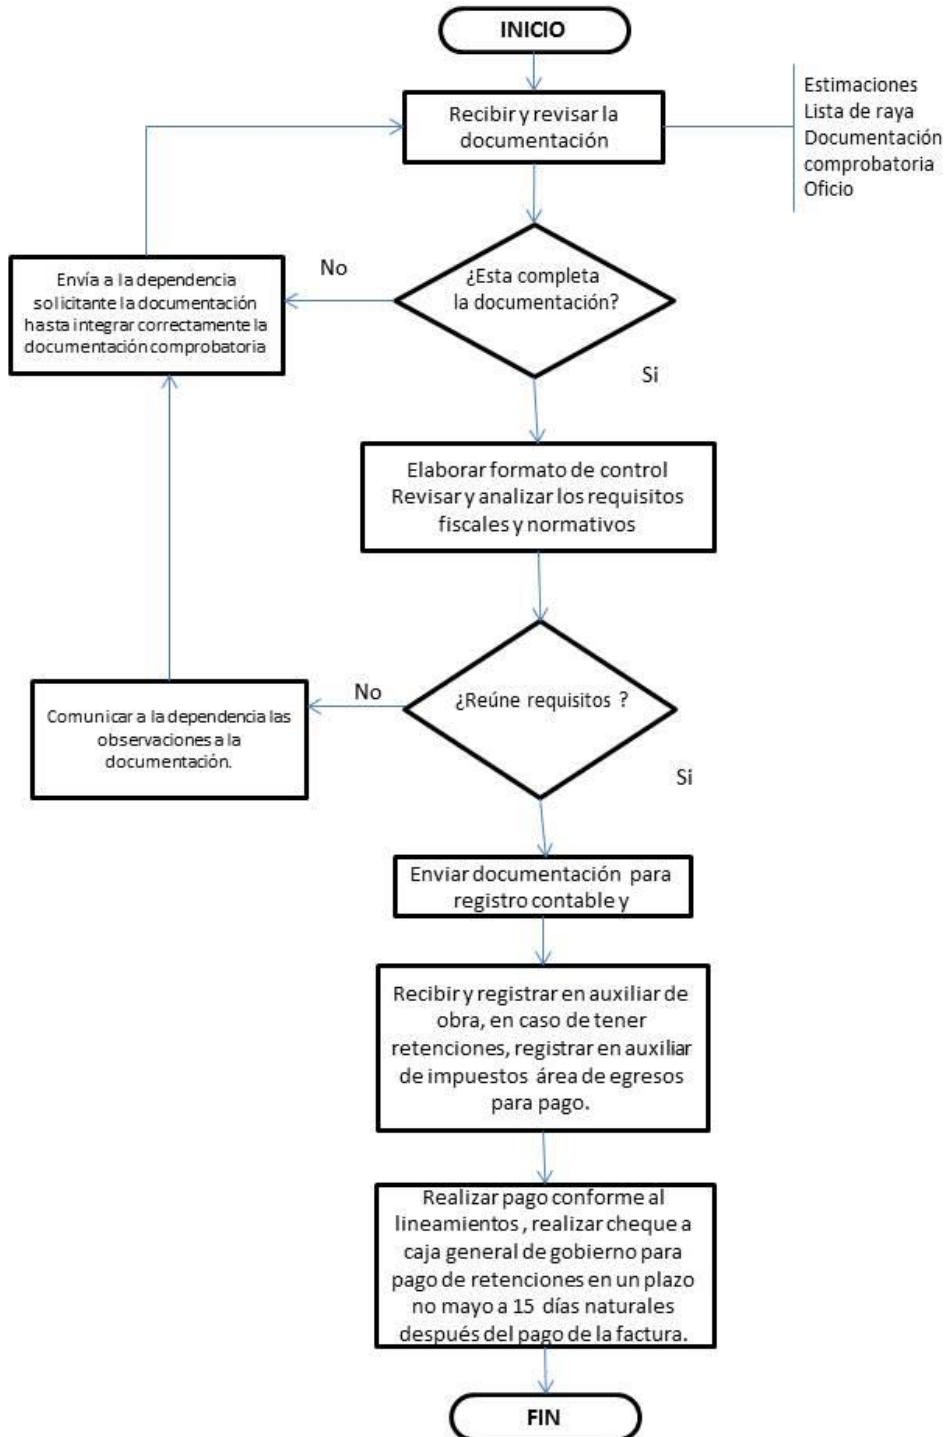 INICIO
Recibir y revisar la
documentación
Estimaciones
Lista de raya
Documentación
comprobatoria
Oficio
¿Esta completa
la documentación?
No
Envía a la dependencia
solicitante la documentación
hasta integrar correctamente la
documentación comprobatoria
Si
Elaborar formato de control
Revisar y analizar los requisitos
fiscales y normativos
¿Reúne requisitos ?
No
Comunicar a la dependencia las
observaciones a la
documentación.
Si
Enviar documentación para
registro contable y
Recibir y registrar en auxiliar de
obra, en caso de tener
retenciones, registrar en auxiliar
de impuestos área de egresos
para pago.
Realizar pago conforme al
lineamientos , realizar cheque a
caja general de gobierno para
pago de retenciones en un plazo
no mayo a 15 días naturales
después del pago de la factura.
FIN